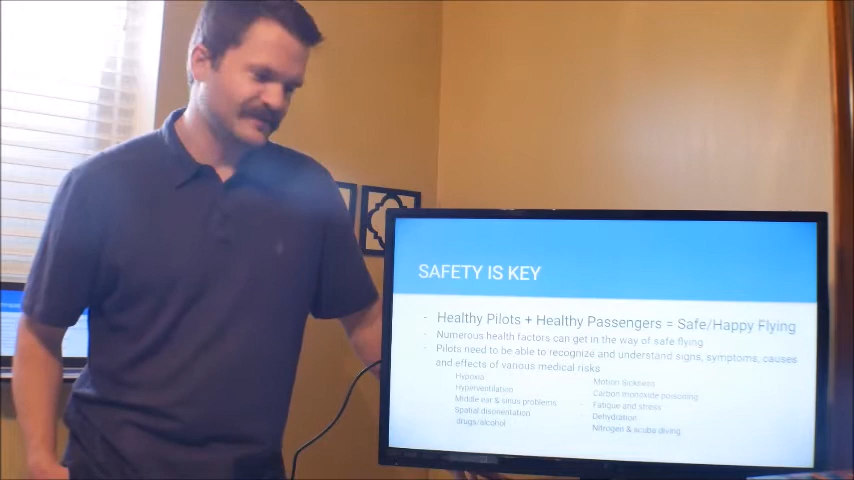 SAFETY IS KEY
- Healthy Pilots + Healthy Passengers = Safe/Happy Flying
- Numerous health factors can get in the way of safe flying
- Pilots need to be able to recognize and understand signs, symptoms, causes
and effects of various medical risks
- Hypoxia
- Hyperventilation
- Middle ear & sinus problems
- Spatial disorientation
- drugs/alcohol
- Motion sickness
- Carbon monoxide poisoning
- Fatigue and stress
- Dehydration
- Nitrogen & scuba diving